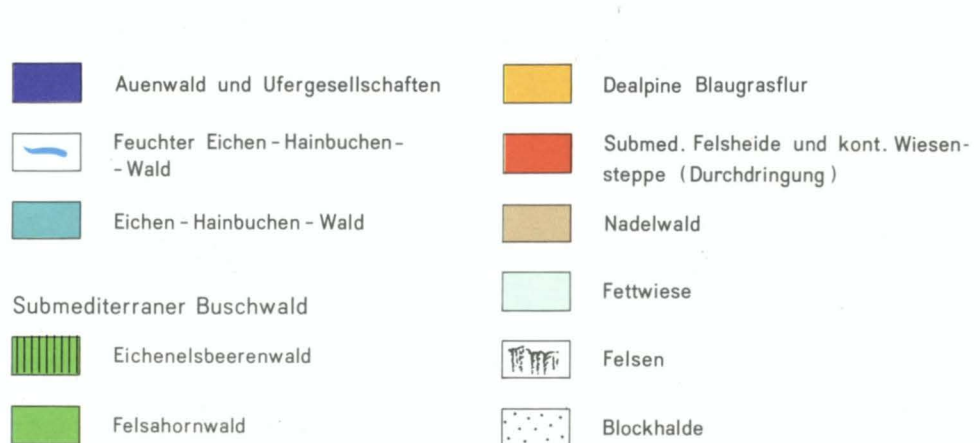 Auenwald und Ufergesellschaften
Feuchter Eichen - Hainbuchen -
- Wald
Eichen - Hainbuchen - Wald
Submediterraner Buschwald
Eichenelsbeerenwald
Felsahornwald
Dealpine Blaugrasflur
Submed. Felsheide und kont. Wiesen-
steppe (Durchdringung)
Nadelwald
Fettwiese
Felsen
Blockhalde